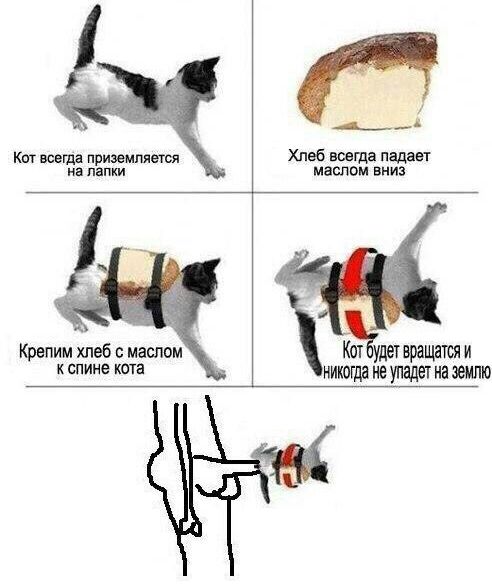 Кот всегда приземляется
на лапки
Хлеб всегда падает
маслом вниз
Крепим хлеб с маслом
к спине кота
Кот будет вращатся и
никогда не упадет на землю